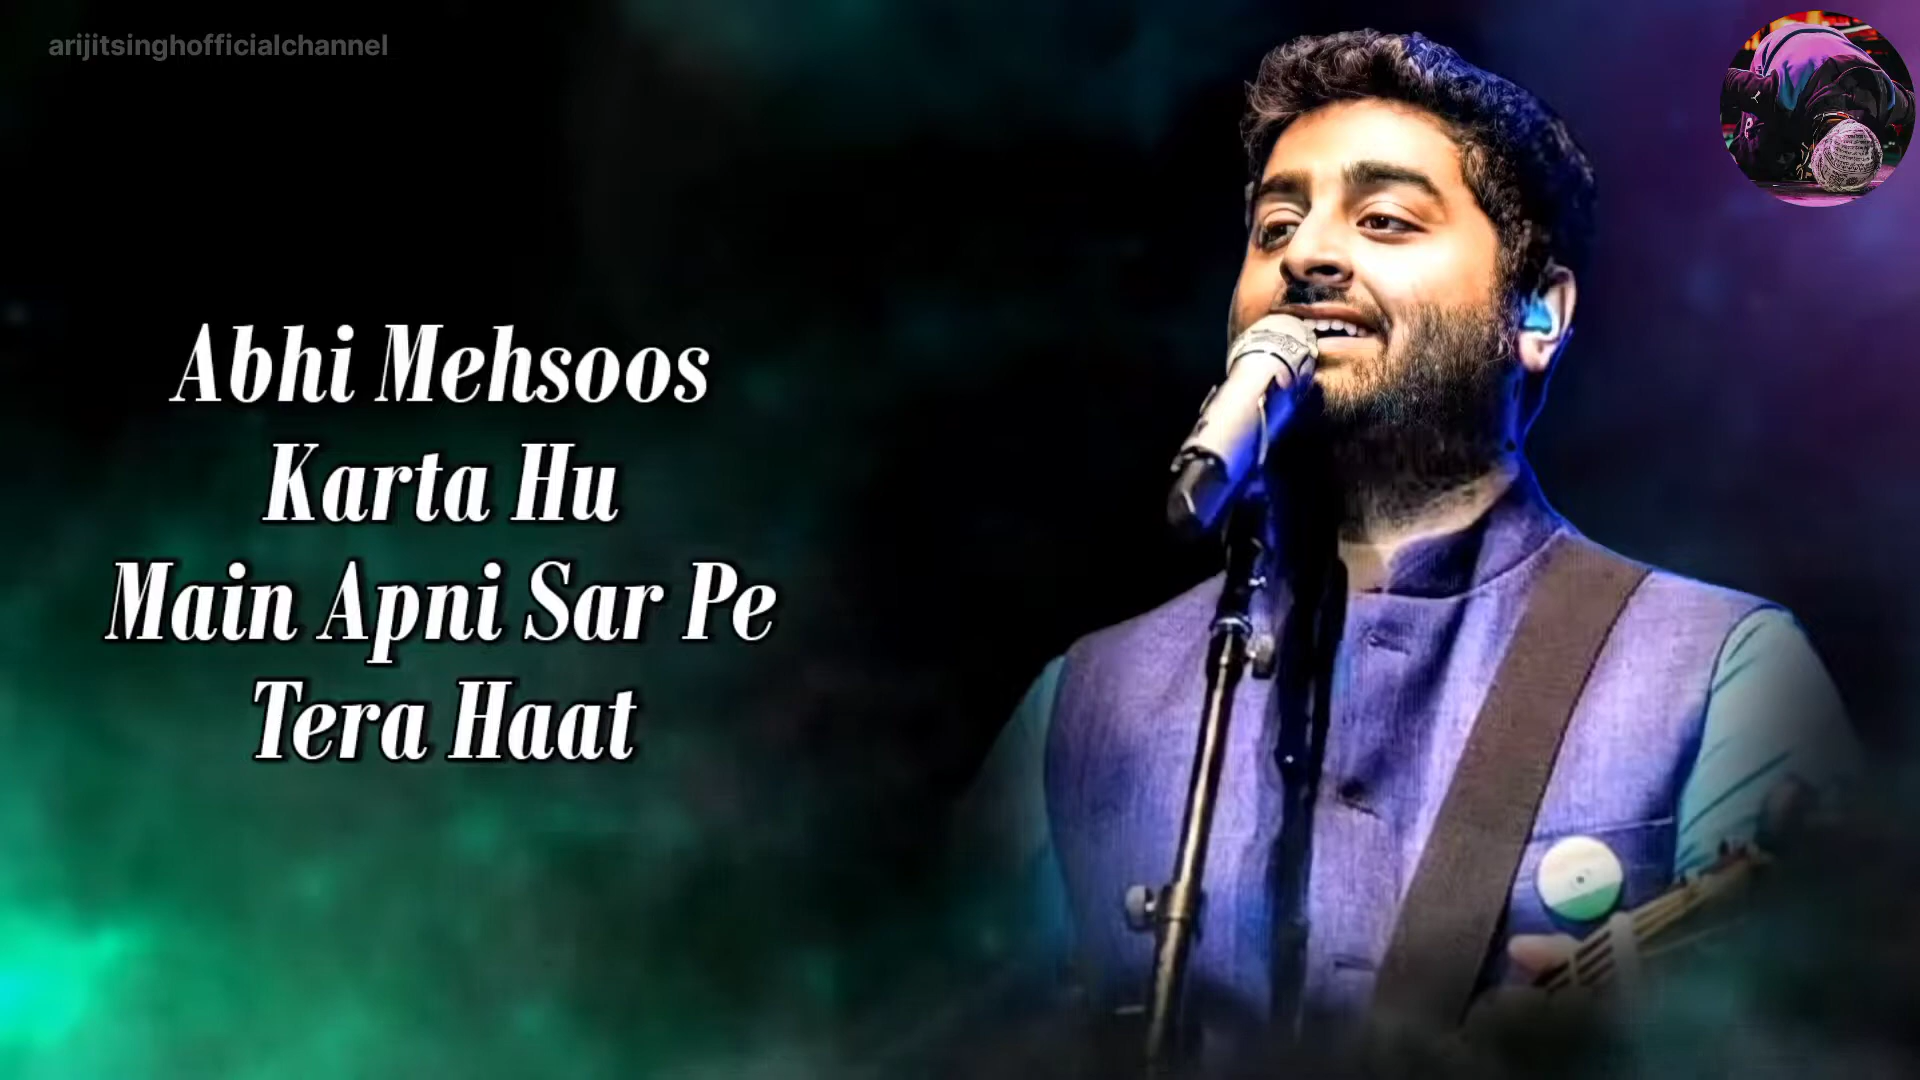 arijitsinghofficialchannel
Abhi Mehsoos
Karta Hu
Main Apni Sar Pe
Tera Haat